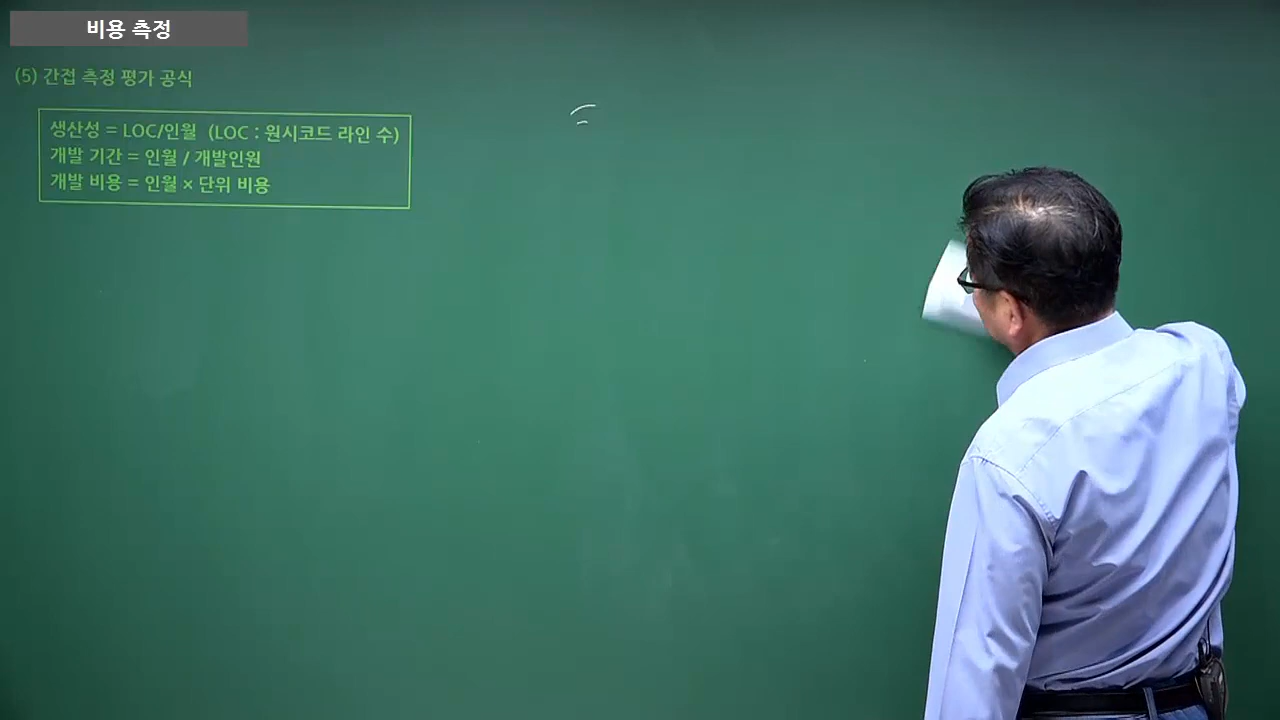 비용 측정
(5) 간접 측정 평가 공식
생산성 = LOC/인월 (LOC : 원시코드 라인 수)
개발 기간 = 인월 / 개발인원
개발 비용 = 인월 × 단위 비용